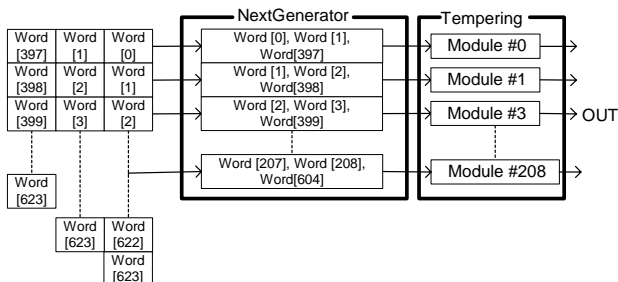 NextGenerator
Tempering
Word [397]
Word [1]
Word [0]
Word [0], Word [1], Word[397]
Module #0
Word [398]
Word [2]
Word [1]
Word [1], Word [2], Word[398]
Module #1
Word [399]
Word [3]
Word [2]
Word [2], Word [3], Word[399]
Module #3
OUT
Word [207], Word [208], Word[604]
Module #208
Word [623]
Word [623]
Word [622]
Word [623]